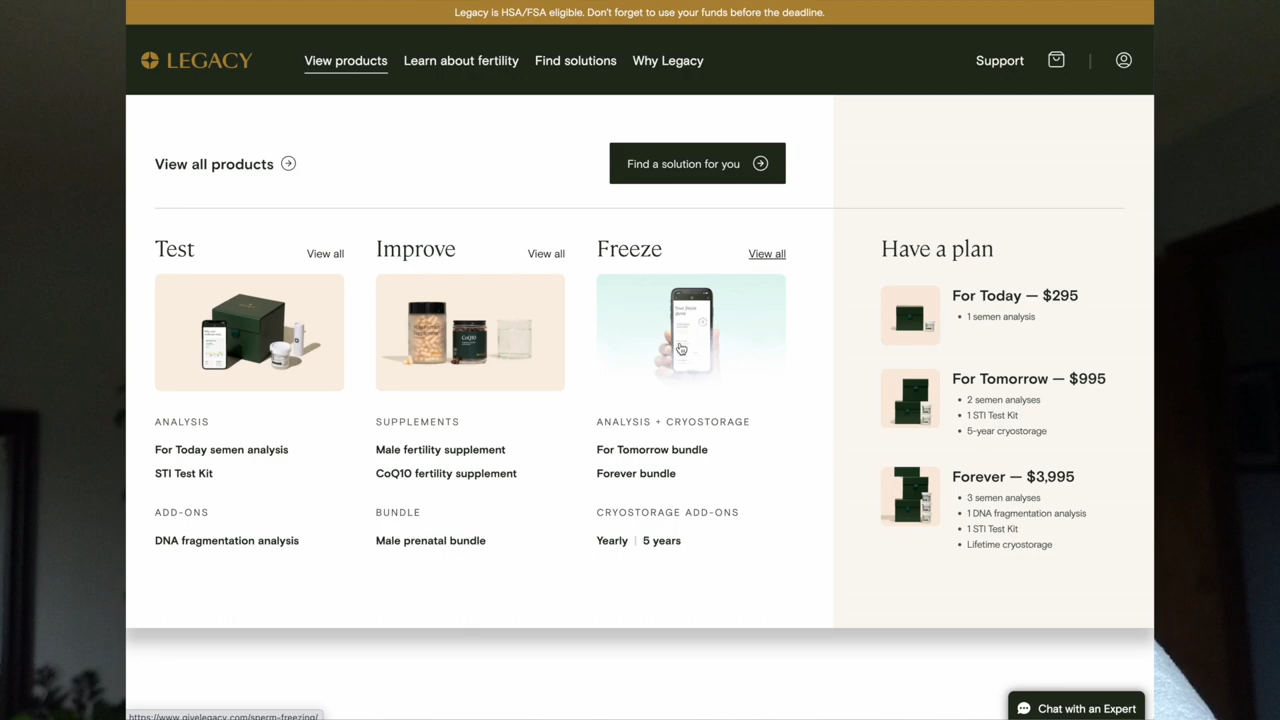 Legacy is HSA/FSA eligible. Don't forget to use your funds before the deadline.
LEGACY
View products
Learn about fertility
Find solutions
Why Legacy
Support
View all products
Find a solution for you
Test
View all
ANALYSIS
For Today semen analysis
STI Test Kit
ADD-ONS
DNA fragmentation analysis
Improve
View all
CoQ10
SUPPLEMENTS
Male fertility supplement
CoQ10 fertility supplement
BUNDLE
Male prenatal bundle
Freeze
View all
ANALYSIS + CRYOSTORAGE
For Tomorrow bundle
Forever bundle
CRYOSTORAGE ADD-ONS
Yearly | 5 years
Have a plan
For Today — $295
• 1 semen analysis
For Tomorrow — $995
• 2 semen analyses
• 1 STI Test Kit
• 5-year cryostorage
Forever — $3,995
• 3 semen analyses
• 1 DNA fragmentation analysis
• 1 STI Test Kit
• Lifetime cryostorage
Chat with an Expert
https://www.givelegacy.com/sperm-freezing/